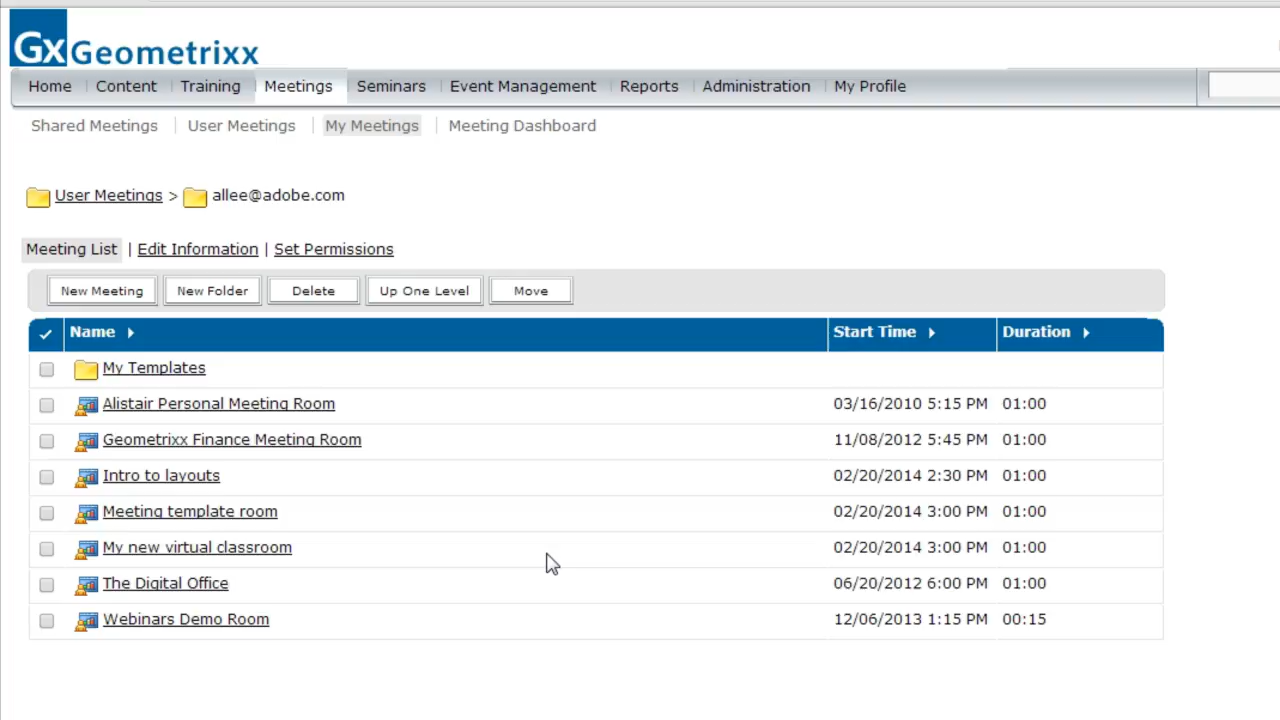 Gx Geometrixx
Home Content Training Meetings Seminars Event Management Reports Administration My Profile
Shared Meetings User Meetings My Meetings Meeting Dashboard
User Meetings > allee@adobe.com
Meeting List | Edit Information | Set Permissions
New Meeting New Folder Delete Up One Level Move
Name Start Time Duration
My Templates
Alistair Personal Meeting Room 03/16/2010 5:15 PM 01:00
Geometrixx Finance Meeting Room 11/08/2012 5:45 PM 01:00
Intro to layouts 02/20/2014 2:30 PM 01:00
Meeting template room 02/20/2014 3:00 PM 01:00
My new virtual classroom 02/20/2014 3:00 PM 01:00
The Digital Office 06/20/2012 6:00 PM 01:00
Webinars Demo Room 12/06/2013 1:15 PM 00:15